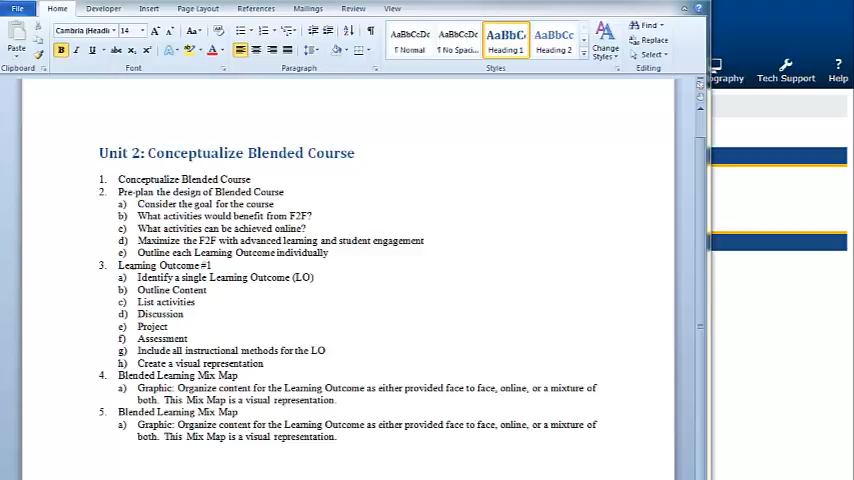 File Home Developer Insert Page Layout References Mailings Review View
Cambria (Headi 14
Paste
Clipboard Font Paragraph Styles Editing
AaBbCcDc AaBbCcDc AaBbC AaBbCc
¶ Normal ¶ No Spaci... Heading 1 Heading 2
Change Styles
Find
Replace
Select
ography Tech Support Help
Unit 2: Conceptualize Blended Course
1. Conceptualize Blended Course
2. Pre-plan the design of Blended Course
a) Consider the goal for the course
b) What activities would benefit from F2F?
c) What activities can be achieved online?
d) Maximize the F2F with advanced learning and student engagement
e) Outline each Learning Outcome individually
3. Learning Outcome #1
a) Identify a single Learning Outcome (LO)
b) Outline Content
c) List activities
d) Discussion
e) Project
f) Assessment
g) Include all instructional methods for the LO
h) Create a visual representation
4. Blended Learning Mix Map
a) Graphic: Organize content for the Learning Outcome as either provided face to face, online, or a mixture of
both. This Mix Map is a visual representation.
5. Blended Learning Mix Map
a) Graphic: Organize content for the Learning Outcome as either provided face to face, online, or a mixture of
both. This Mix Map is a visual representation.